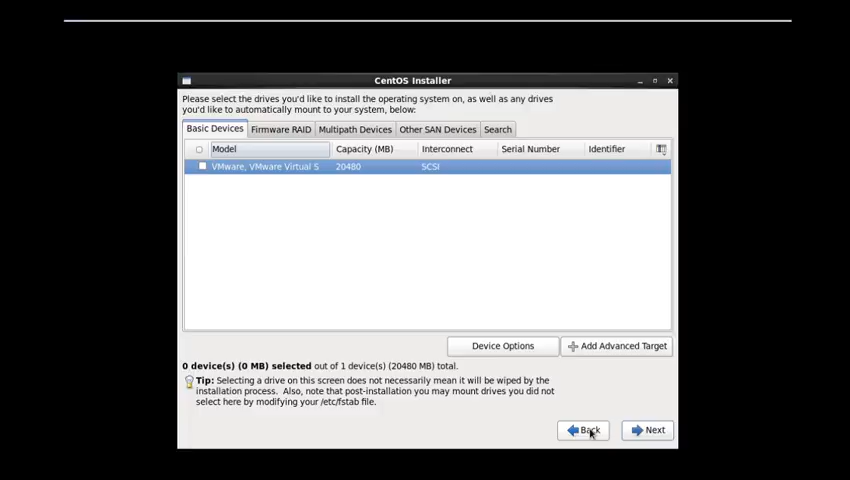 CentOS Installer
Please select the drives you'd like to install the operating system on, as well as any drives
you'd like to automatically mount to your system, below:
Basic Devices Firmware RAID Multipath Devices Other SAN Devices Search
Model Capacity (MB) Interconnect Serial Number Identifier
VMware, VMware Virtual S 20480 SCSI
Device Options Add Advanced Target
0 device(s) (0 MB) selected out of 1 device(s) (20480 MB) total.
Tip: Selecting a drive on this screen does not necessarily mean it will be wiped by the
installation process. Also, note that post-installation you may mount drives you did not
select here by modifying your /etc/fstab file.
Back Next